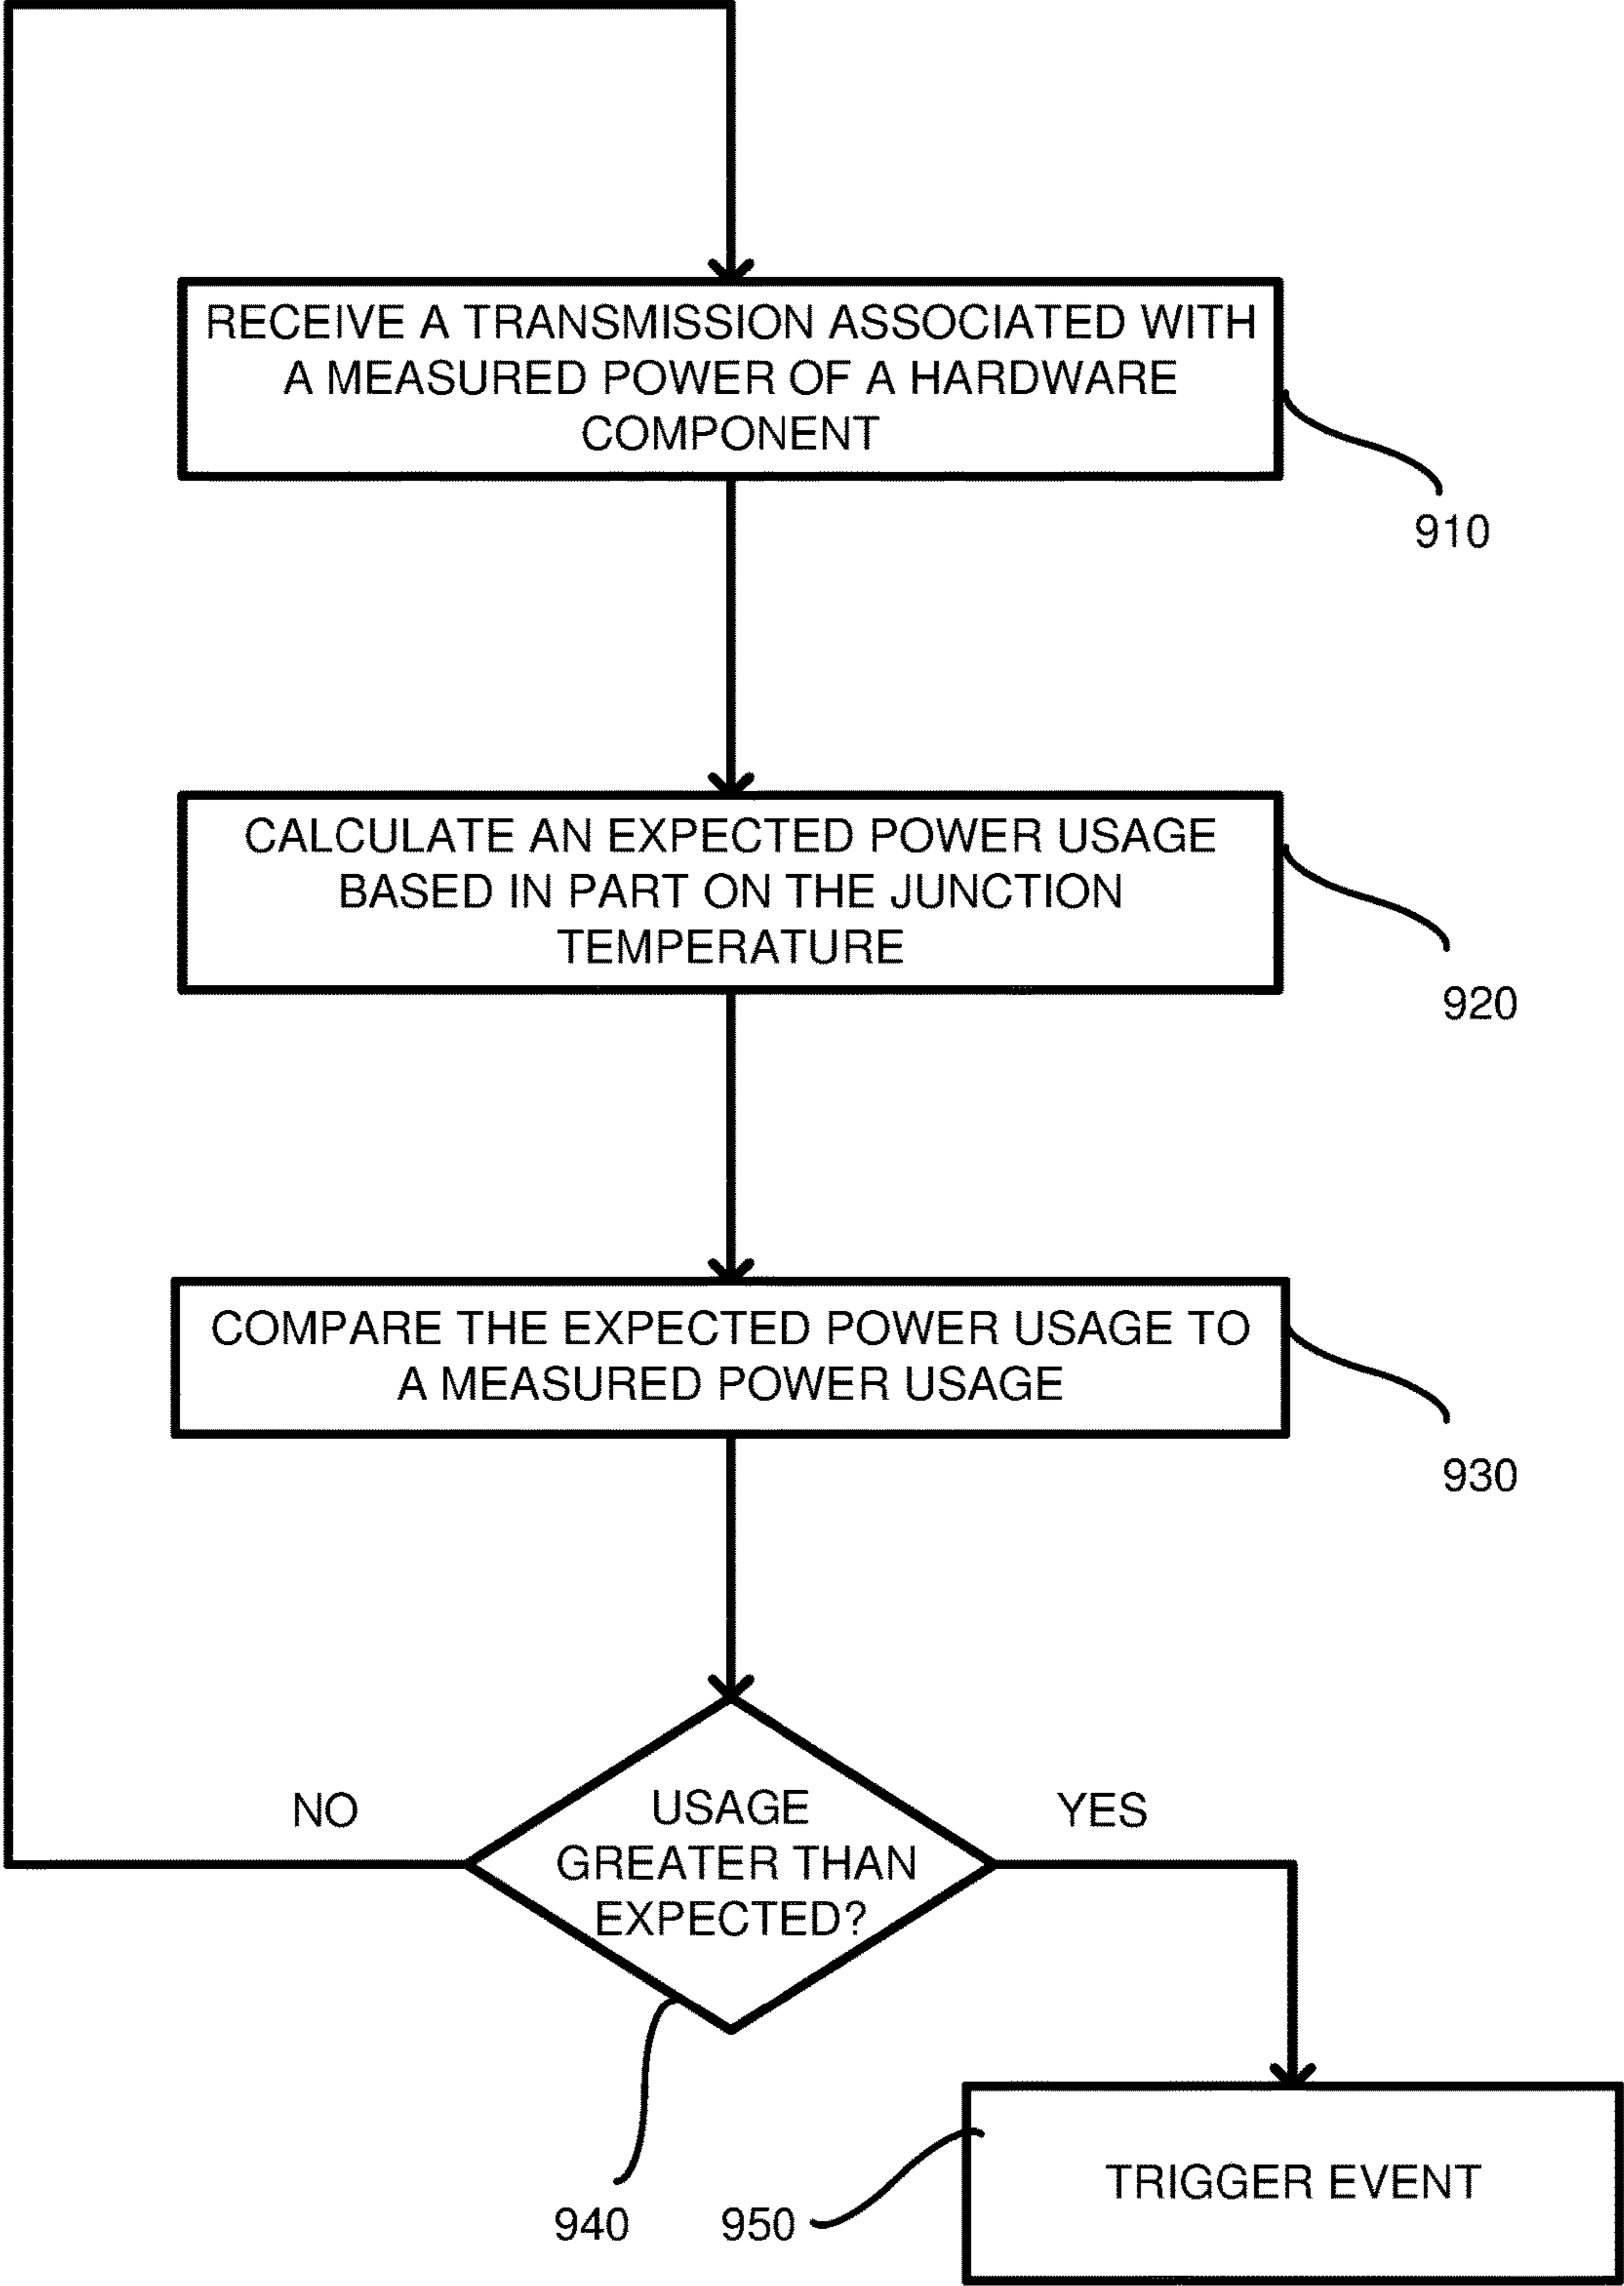 RECEIVE A TRANSMISSION ASSOCIATED WITH
A MEASURED POWER OF A HARDWARE
COMPONENT
910
CALCULATE AN EXPECTED POWER USAGE
BASED IN PART ON THE JUNCTION
TEMPERATURE
920
COMPARE THE EXPECTED POWER USAGE TO
A MEASURED POWER USAGE
930
NO
USAGE
GREATER THAN
EXPECTED?
YES
940
950
TRIGGER EVENT